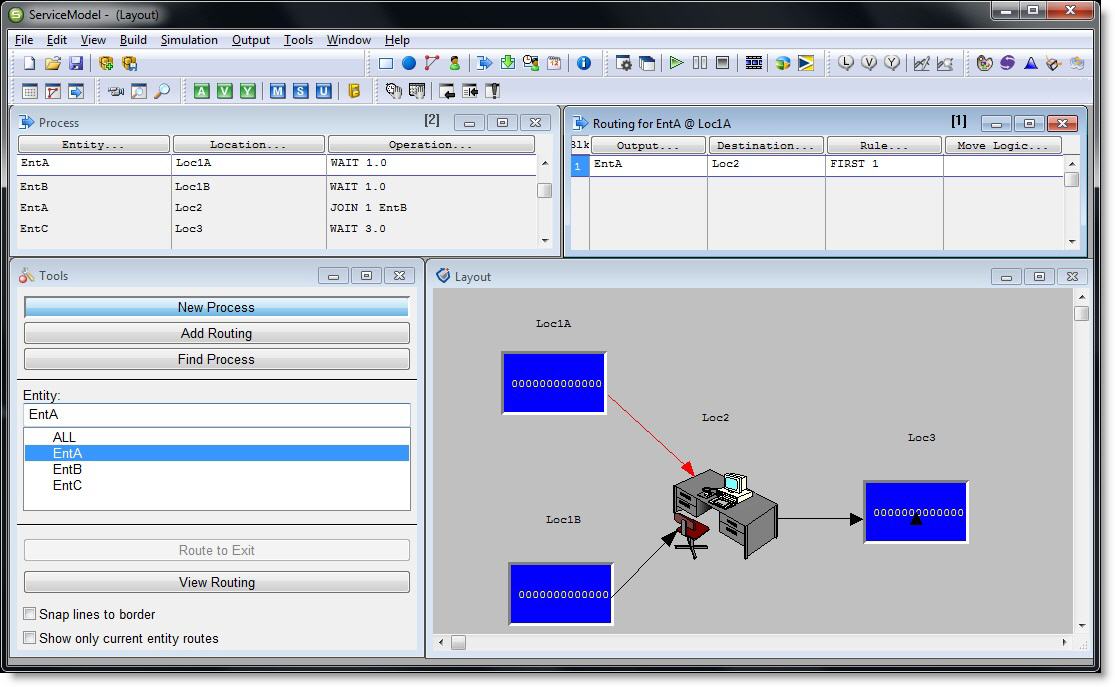 ServiceModel - (Layout)
File Edit View Build Simulation Output Tools Window Help
L V Y
A V Y M S U
Process [2]
Entity... Location... Operation...
EntA Loc1A WAIT 1.0
EntB Loc1B WAIT 1.0
EntA Loc2 JOIN 1 EntB
EntC Loc3 WAIT 3.0
Routing for EntA @ Loc1A [1]
Blk Output... Destination... Rule... Move Logic...
1 EntA Loc2 FIRST 1
Tools
New Process
Add Routing
Find Process
Entity:
EntA
ALL
EntA
EntB
EntC
Route to Exit
View Routing
Snap lines to border
Show only current entity routes
Layout
Loc1A
000000000000
Loc2
Loc3
000000000000
Loc1B
000000000000